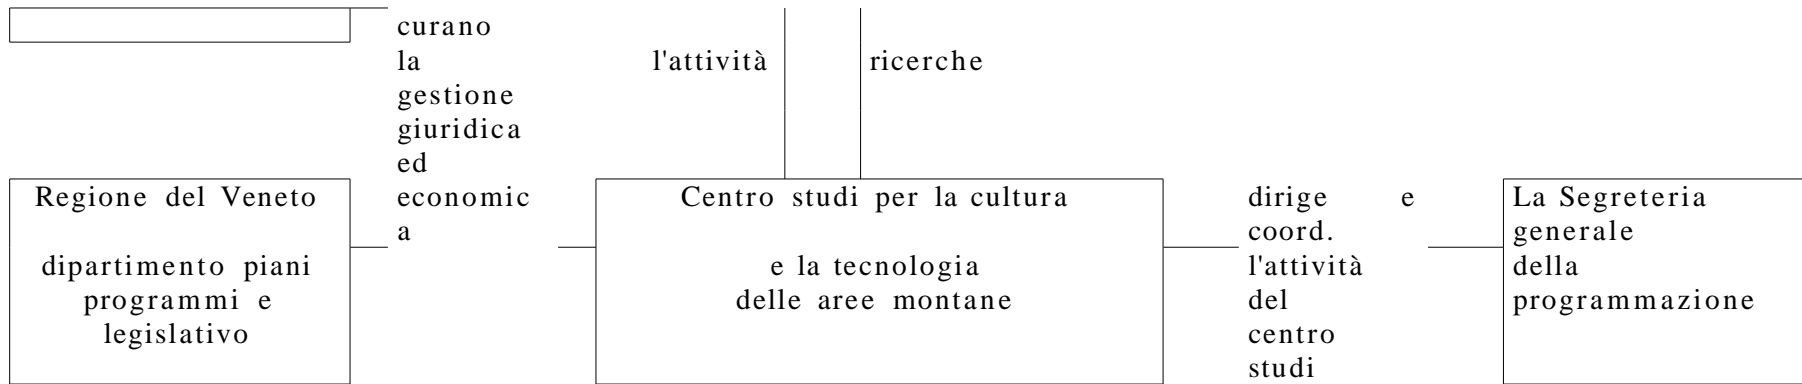 curano
la
gestione
giuridica
ed
economic
a
l'attività
ricerche
Regione del Veneto
dipartimento piani
programmi e
legislativo
Centro studi per la cultura
e la tecnologia
delle aree montane
dirige e
coord.
l'attività
del
centro
studi
La Segreteria
generale
della
programmazione